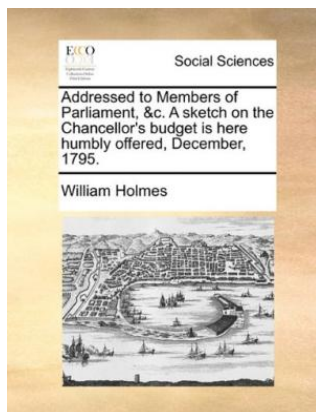 ECCO
Social Sciences
Addressed to Members of
Parliament, &c. A sketch on the
Chancellor's budget is here
humbly offered, December,
1795.
William Holmes